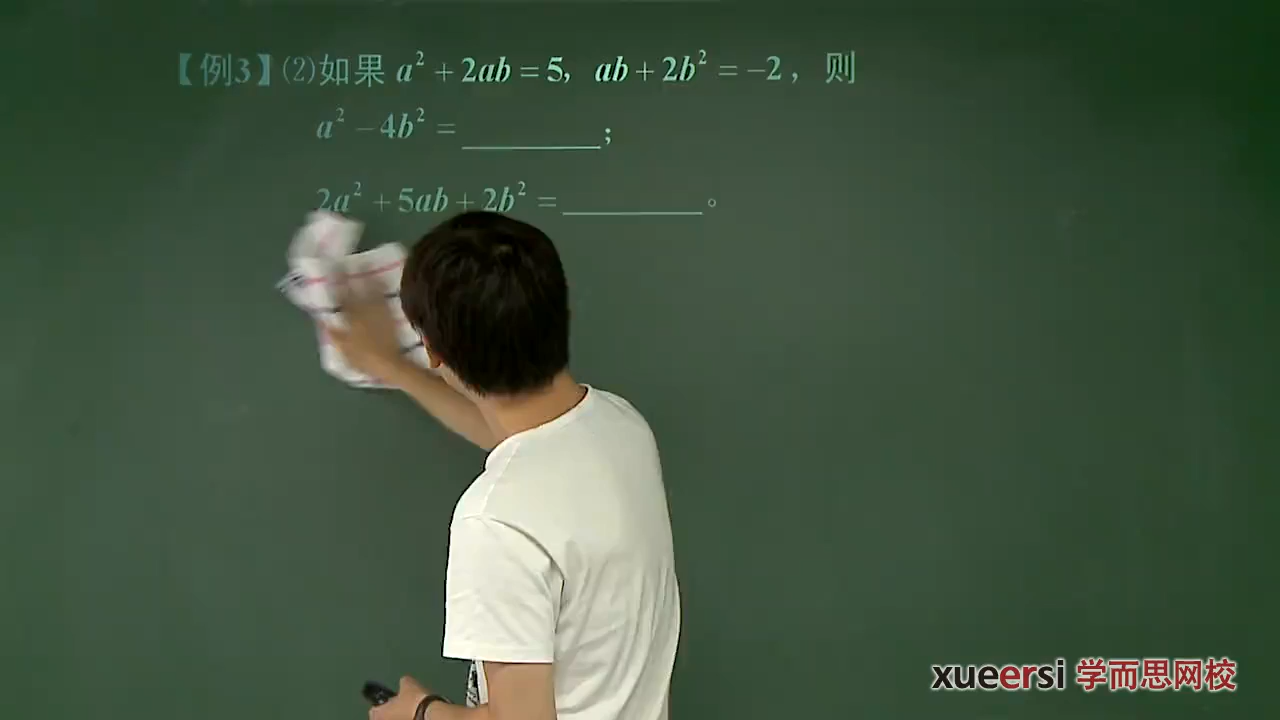 【例3】(2)如果 a² + 2ab = 5, ab + 2b² = -2, 则
a² - 4b² = ________;
2a² + 5ab + 2b² = ________。
xueersi 学而思网校